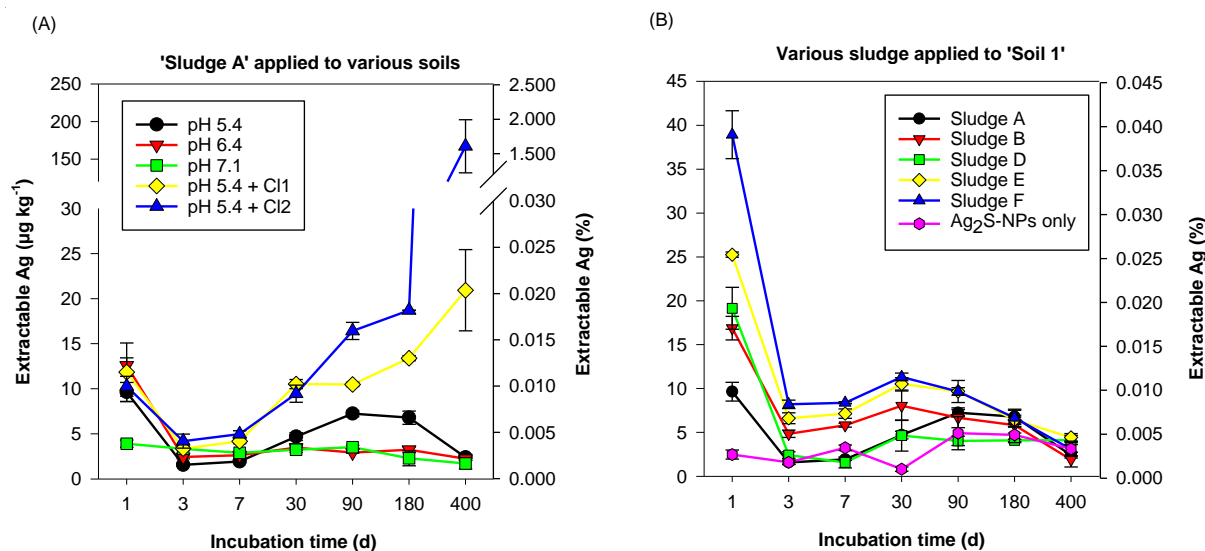 (A)
'Sludge A' applied to various soils
Extractable Ag (µg kg⁻¹)
250
200
150
30
25
20
15
10
5
0
pH 5.4
pH 6.4
pH 7.1
pH 5.4 + Cl1
pH 5.4 + Cl2
2.500
2.000
1.500
0.030
0.025
0.020
0.015
0.010
0.005
0.000
Extractable Ag (%)
1 3 7 30 90 180 400
Incubation time (d)
(B)
Various sludge applied to 'Soil 1'
45
40
35
30
25
20
15
10
5
0
Sludge A
Sludge B
Sludge D
Sludge E
Sludge F
Ag₂S-NPs only
0.045
0.040
0.035
0.030
0.025
0.020
0.015
0.010
0.005
0.000
Extractable Ag (%)
1 3 7 30 90 180 400
Incubation time (d)